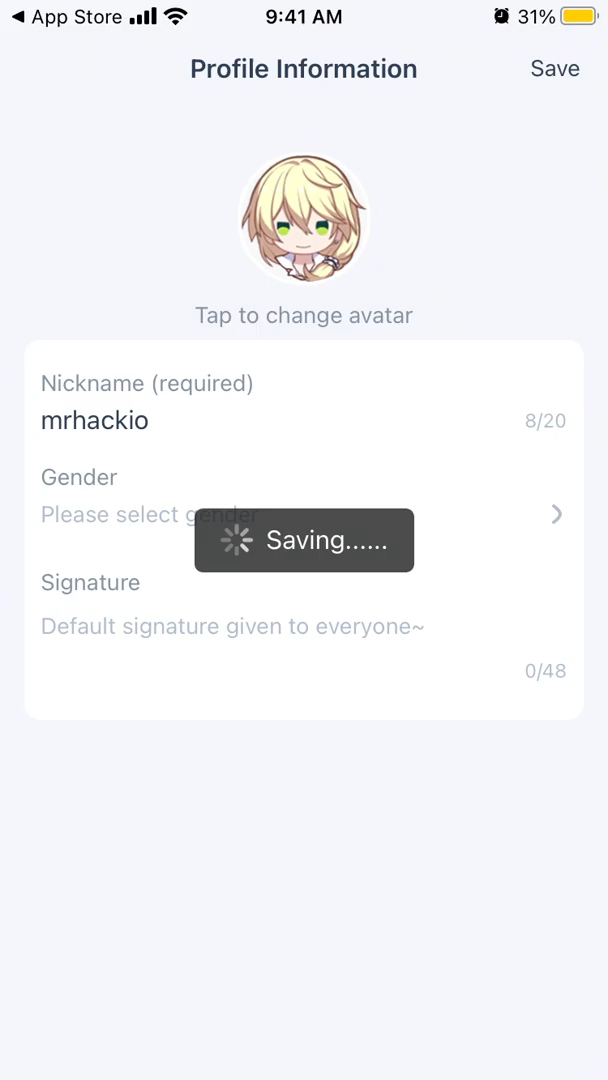 ◀ App Store 9:41 AM 31%
Profile Information Save
Tap to change avatar
Nickname (required)
mrhackio 8/20
Gender
Please select gender
Saving......
Signature
Default signature given to everyone~
0/48